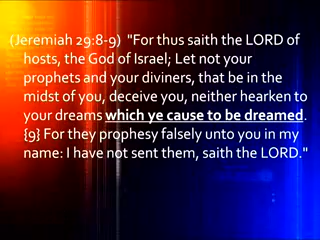 (Jeremiah 29:8-9)  "For thus saith the LORD of
hosts, the God of Israel; Let not your
prophets and your diviners, that be in the
midst of you, deceive you, neither hearken to
your dreams which ye cause to be dreamed.
{9} For they prophesy falsely unto you in my
name: I have not sent them, saith the LORD."